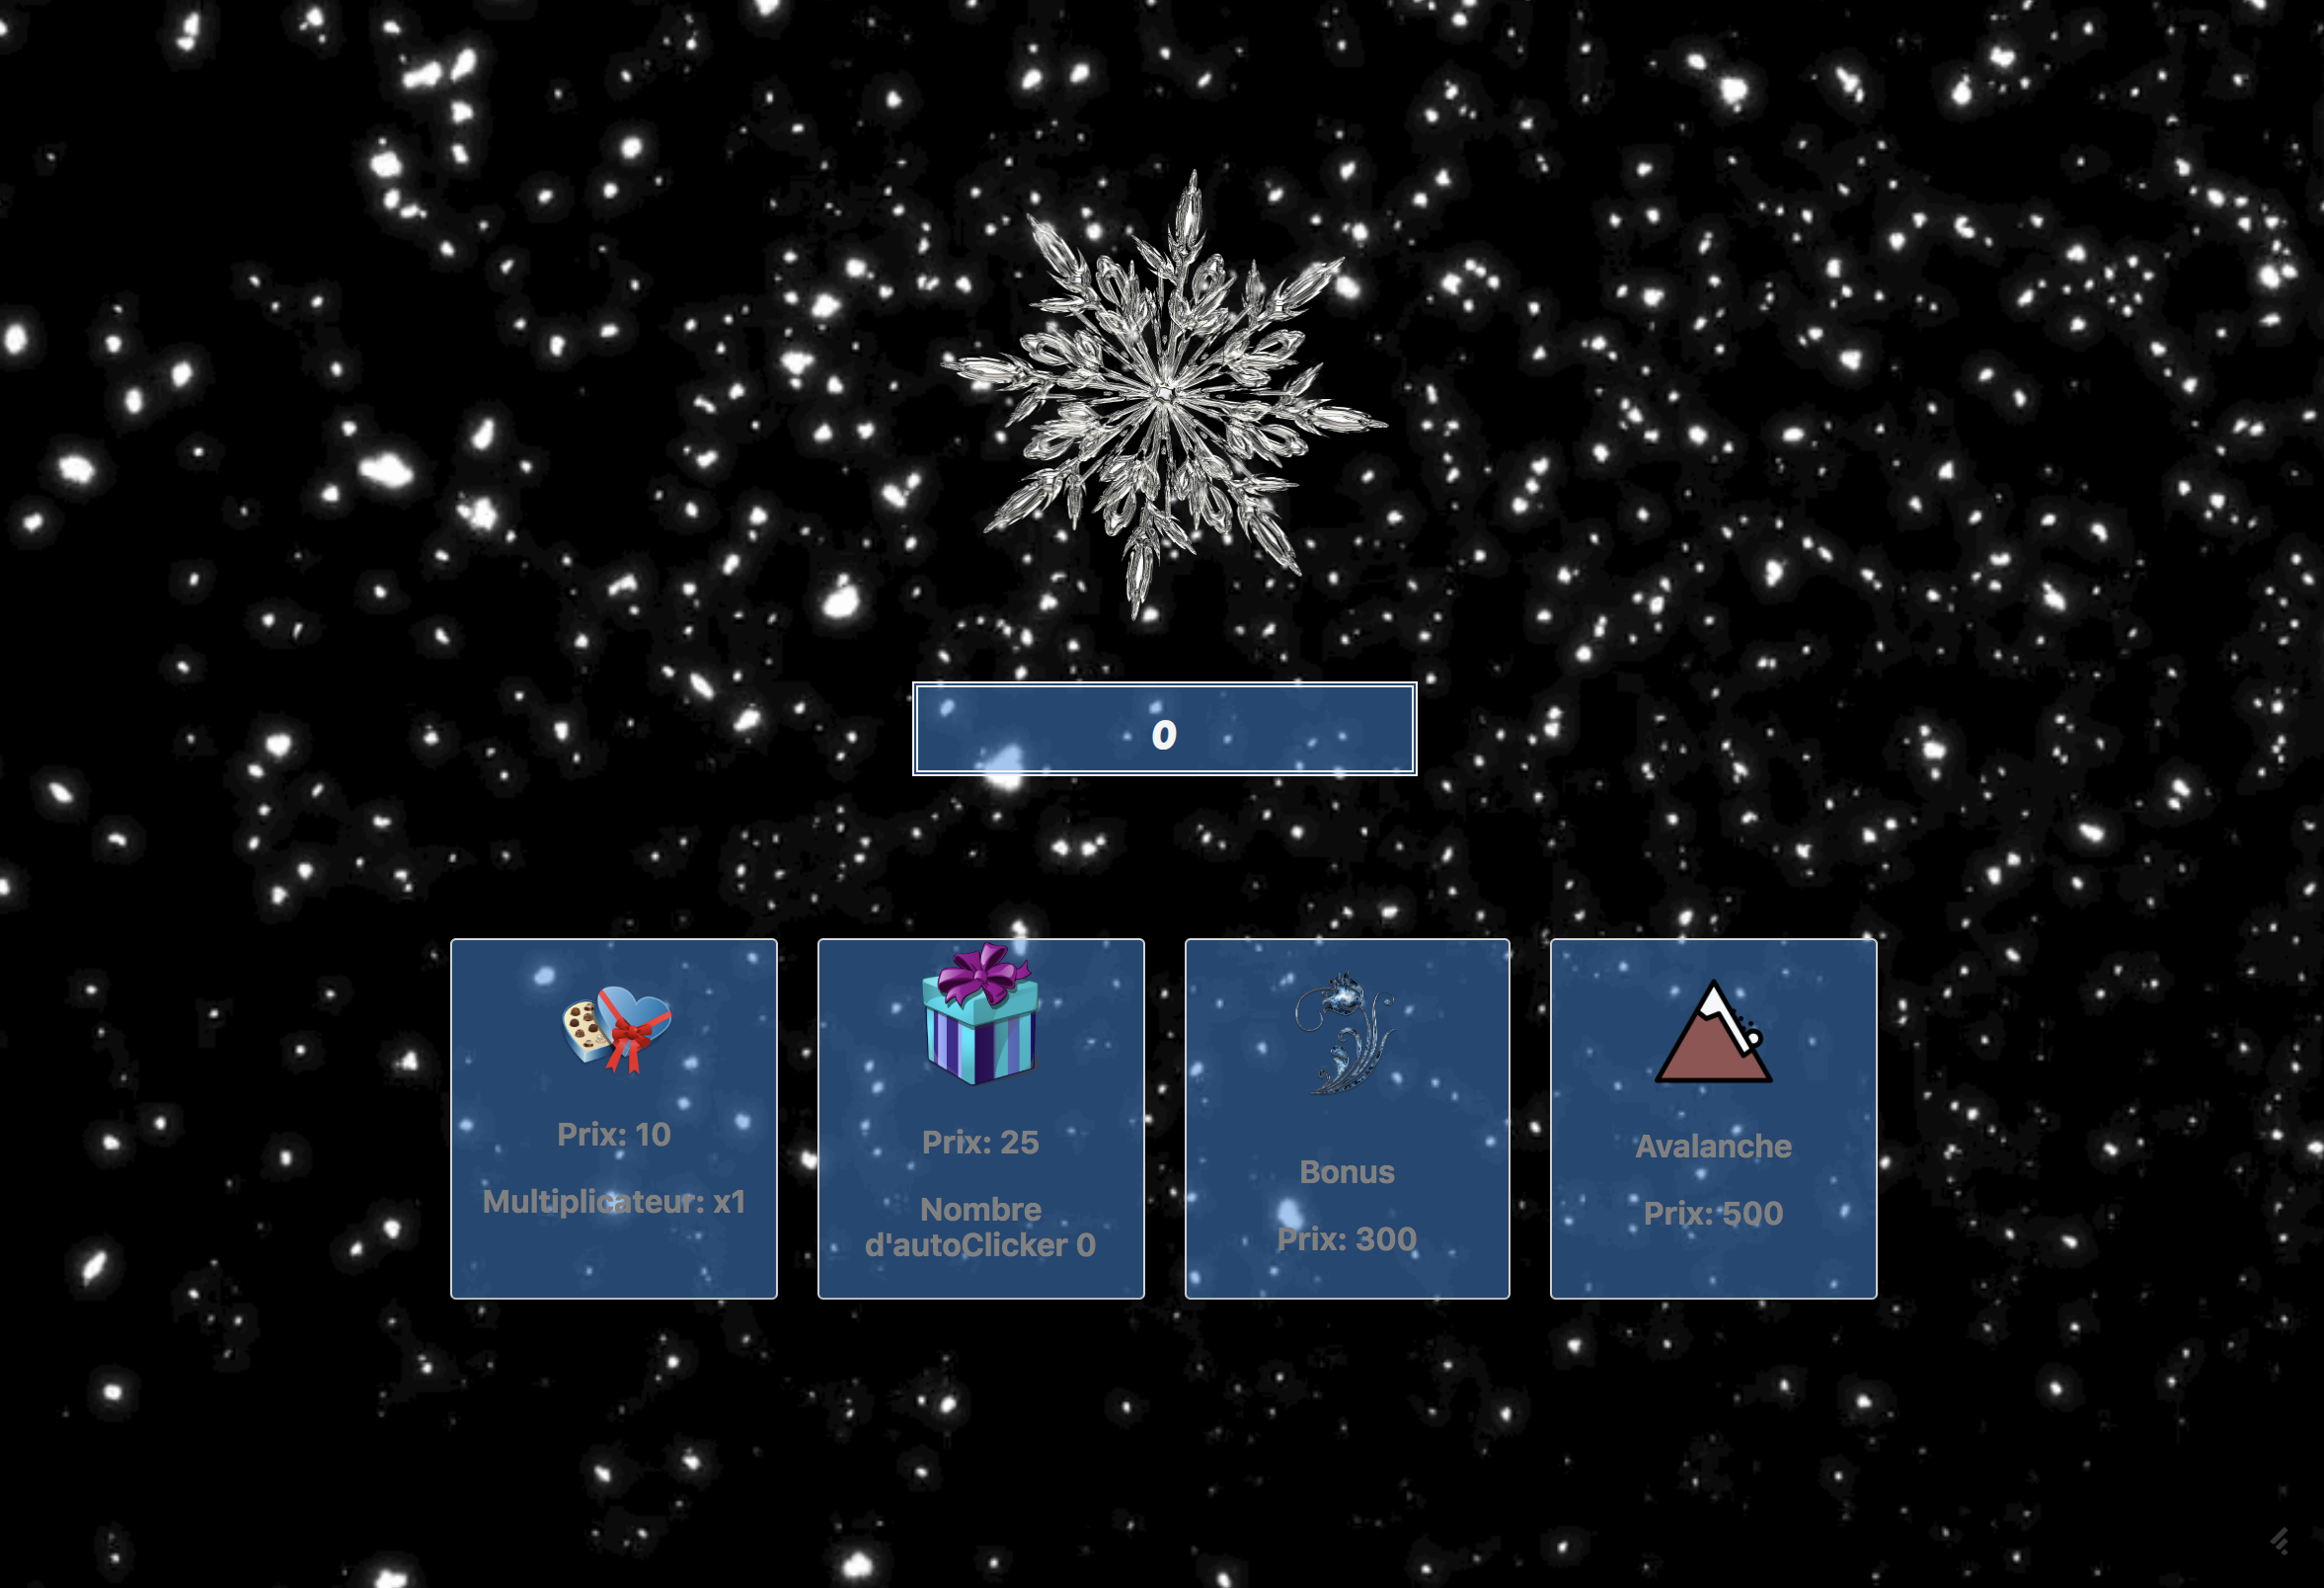 0
Prix: 10
Multiplicateur: x1
Prix: 25
Nombre
d'autoClicker 0
Bonus
Prix: 300
Avalanche
Prix: 500